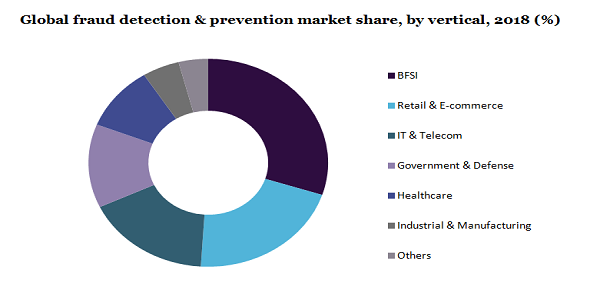 Global fraud detection & prevention market share, by vertical, 2018 (%)
BFSI
Retail & E-commerce
IT & Telecom
Government & Defense
Healthcare
Industrial & Manufacturing
Others